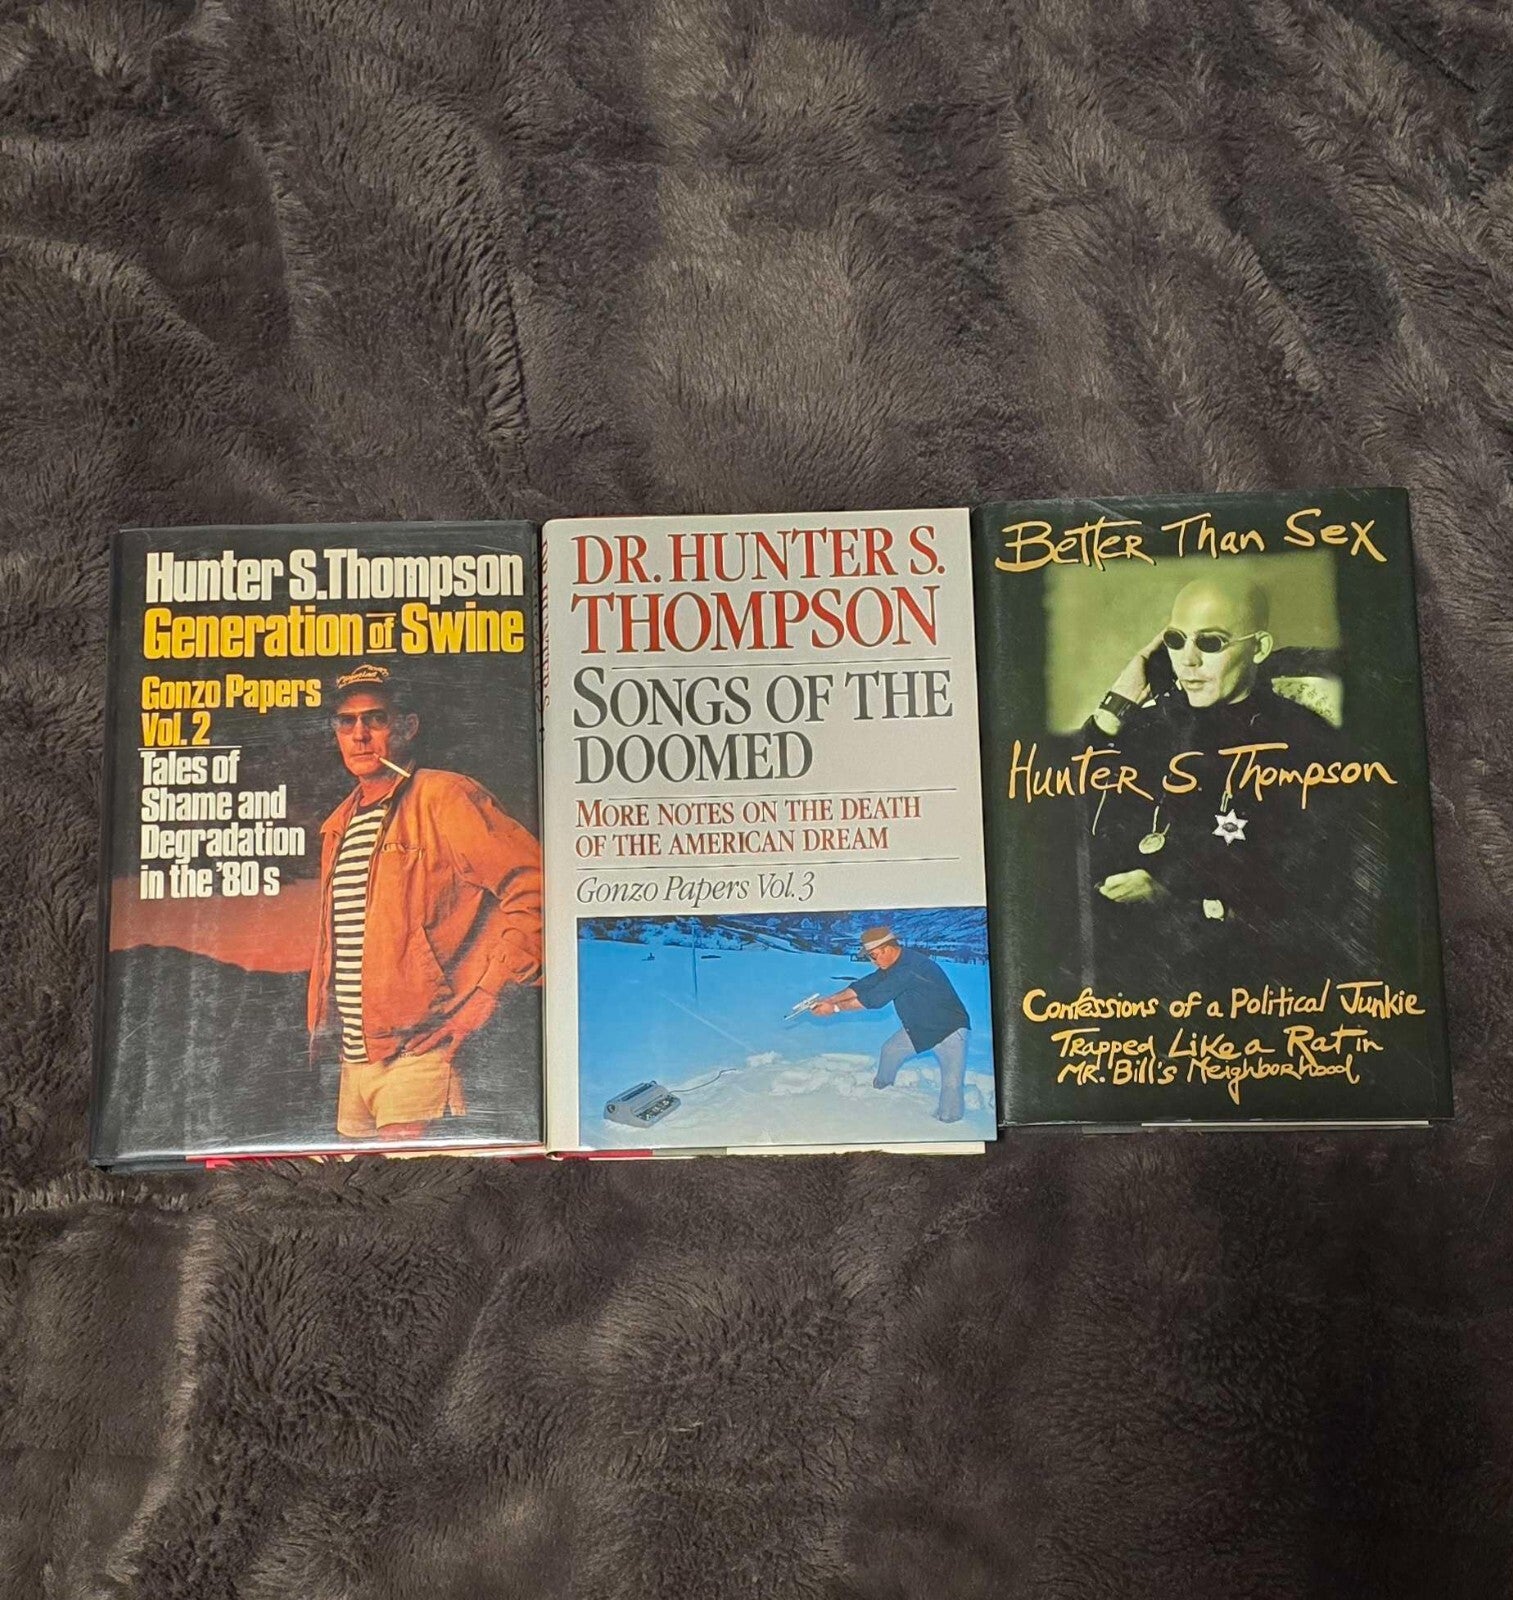 Hunter S. Thompson
Generation of Swine
Gonzo Papers
Vol. 2
Tales of
Shame and
Degradation
in the '80s
DR. HUNTER S.
THOMPSON
SONGS OF THE
DOOMED
MORE NOTES ON THE DEATH
OF THE AMERICAN DREAM
Gonzo Papers Vol. 3
Better Than Sex
Hunter S. Thompson
Confessions of a Political Junkie
Trapped Like a Rat in
Mr. Bill's Neighborhood